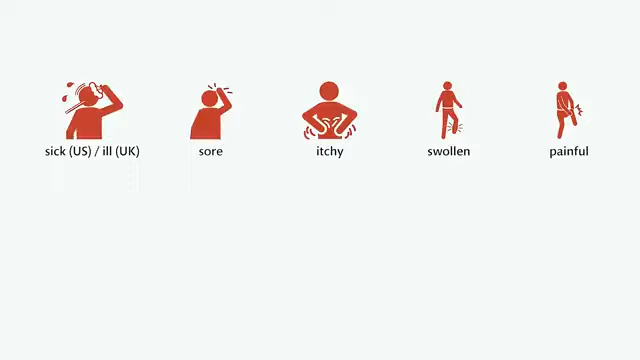 sick (US) / ill (UK)
sore
itchy
swollen
painful